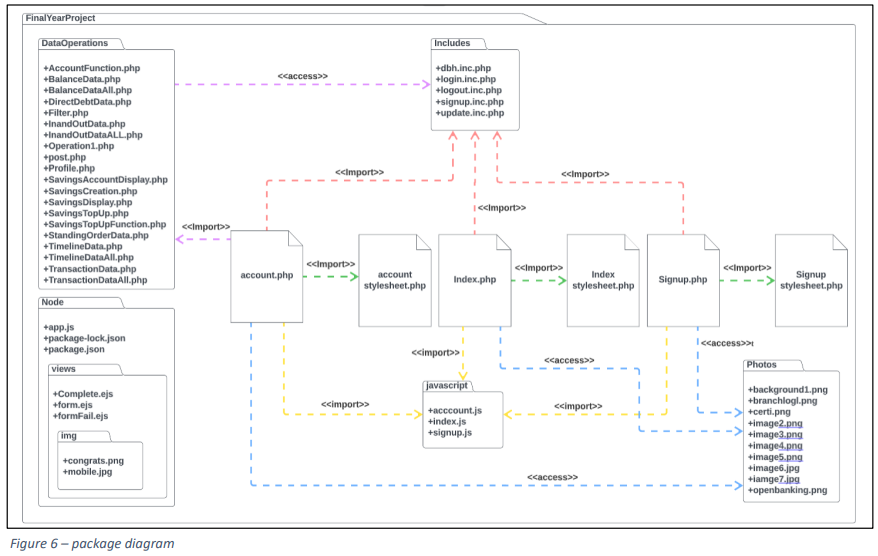 FinalYearProject
DataOperations
+AccountFunction.php
+BalanceData.php
+BalanceDataAll.php
+DirectDebtData.php
+Filter.php
+InandOutData.php
+InandOutDataALL.php
+Operation1.php
+post.php
+Profile.php
+SavingsAccountDisplay.php
+SavingsCreation.php
+SavingsDisplay.php
+SavingsTopUp.php
+SavingsTopUpFunction.php
+StandingOrderData.php
+TimelineData.php
+TimelineDataAll.php
+TransactionData.php
+TransactionDataAll.php
<<access>>
Includes
+dbh.inc.php
+login.inc.php
+logout.inc.php
+signup.inc.php
+update.inc.php
<<Import>>
<<Import>>
<<Import>>
<<Import>>
account.php
<<Import>>
account
stylesheet.php
Index.php
<<Import>>
Index
stylesheet.php
Signup.php
<<Import>>
Signup
stylesheet.php
Node
+app.js
+package-lock.json
+package.json
views
+Complete.ejs
+form.ejs
+formFail.ejs
img
+congrats.png
+mobile.jpg
<<import>>
<<import>>
<<import>>
javascript
+acccount.js
+index.js
+signup.js
<<access>>
<<access>>
<<access>>
Photos
+background1.png
+branchlogl.png
+certi.png
+image2.png
+image3.png
+image4.png
+image5.png
+image6.jpg
+iamge7.jpg
+openbanking.png
Figure 6 – package diagram